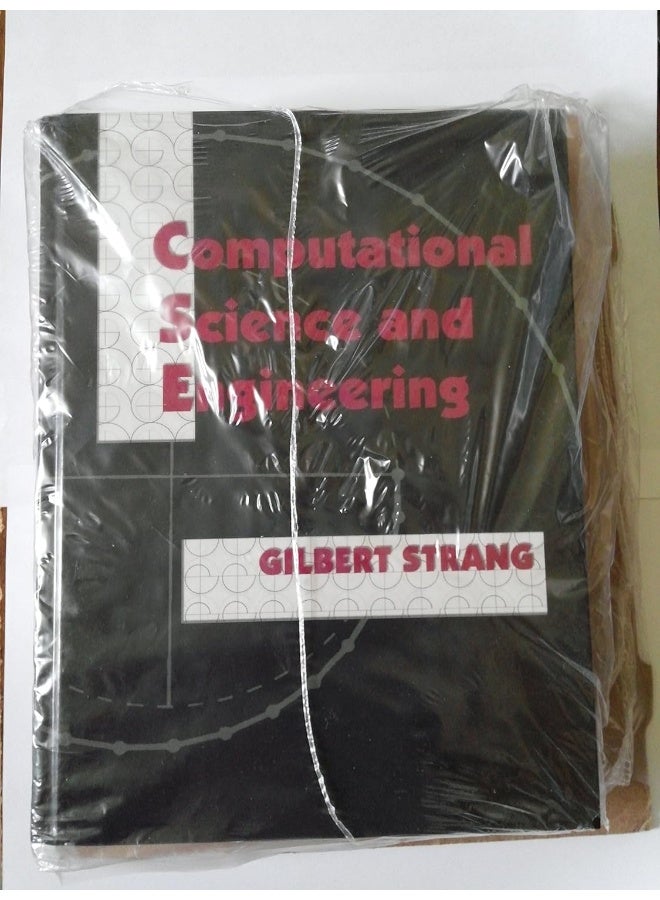 Computational
Science and
Engineering
GILBERT STRANG